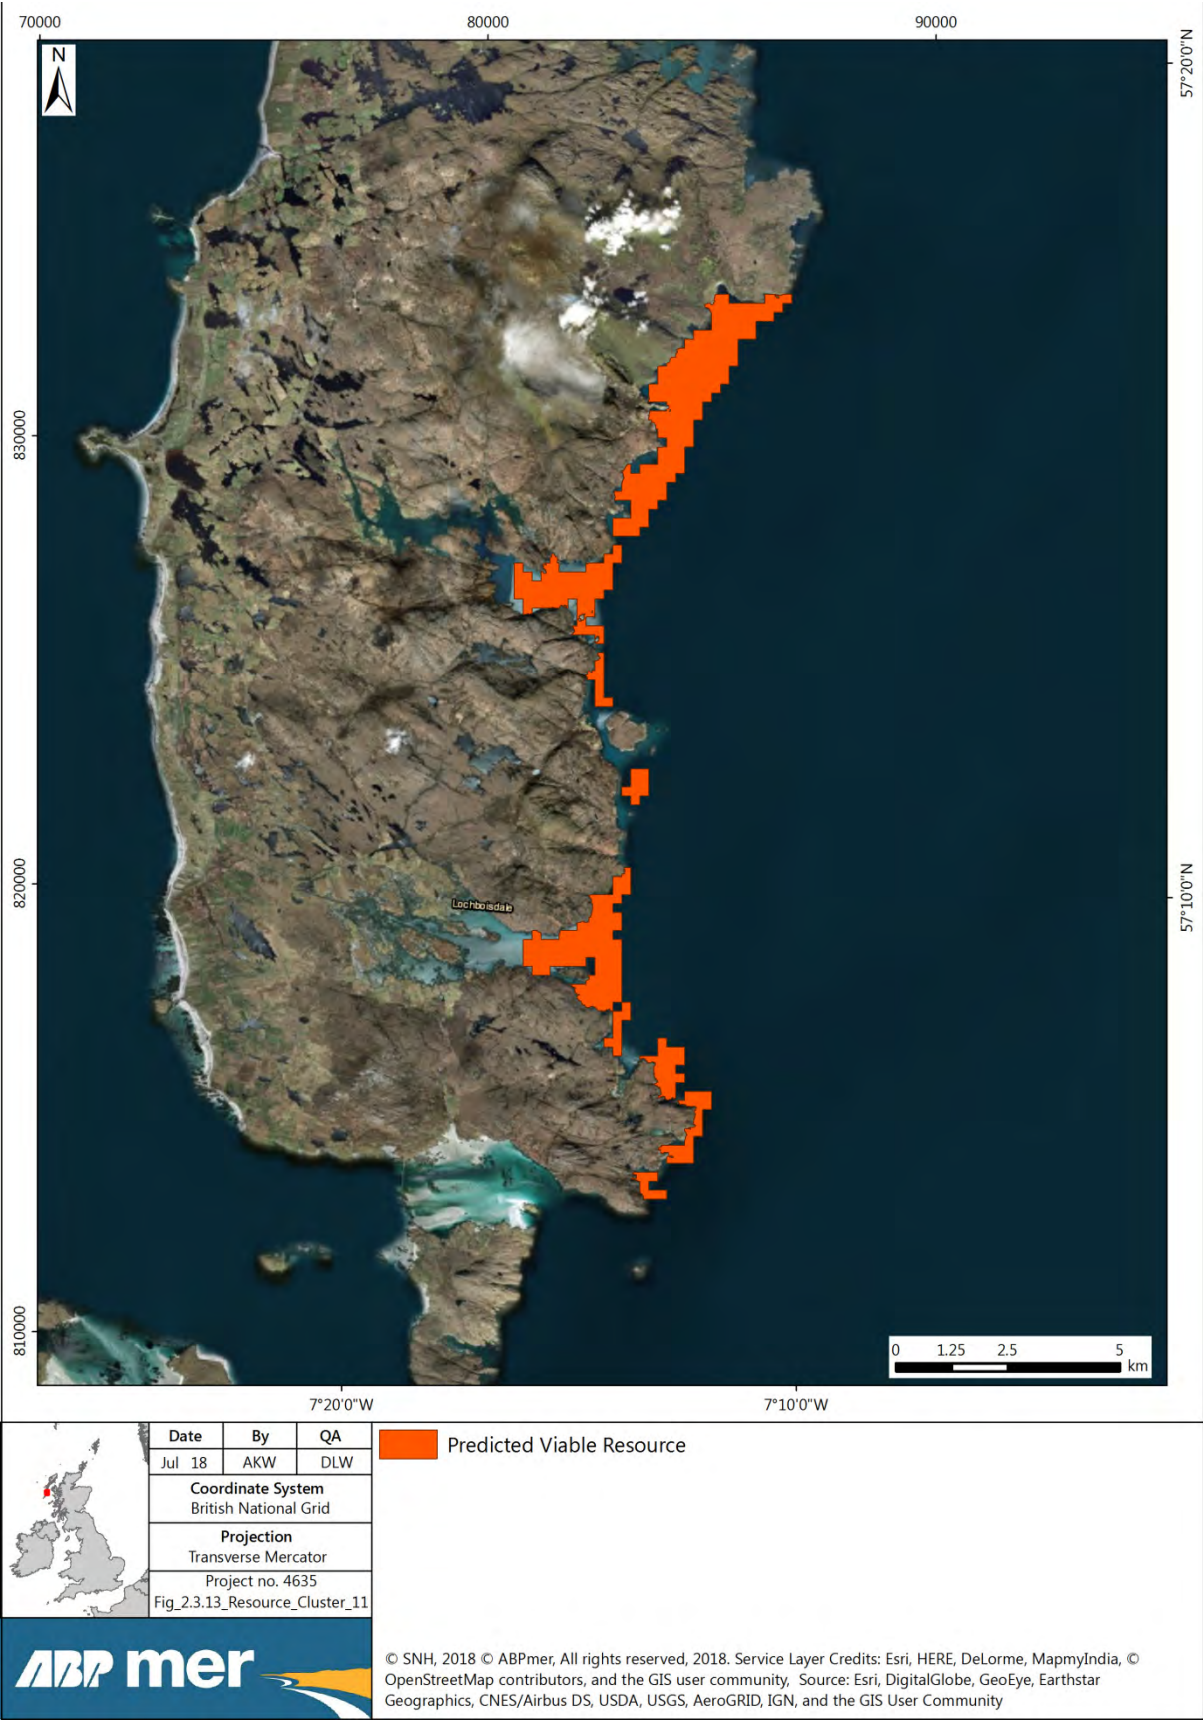 70000
80000
90000
N
57°20'0"N
830000
820000
57°10'0"N
Lochboisdale
810000
0 1.25 2.5 5
km
7°20'0"W
7°10'0"W
Date By QA
Jul 18 AKW DLW
Coordinate System
British National Grid
Projection
Transverse Mercator
Project no. 4635
Fig_2.3.13_Resource_Cluster_11
Predicted Viable Resource
ABP mer
© SNH, 2018 © ABPmer, All rights reserved, 2018. Service Layer Credits: Esri, HERE, DeLorme, MapmyIndia, ©
OpenStreetMap contributors, and the GIS user community, Source: Esri, DigitalGlobe, GeoEye, Earthstar
Geographics, CNES/Airbus DS, USDA, USGS, AeroGRID, IGN, and the GIS User Community